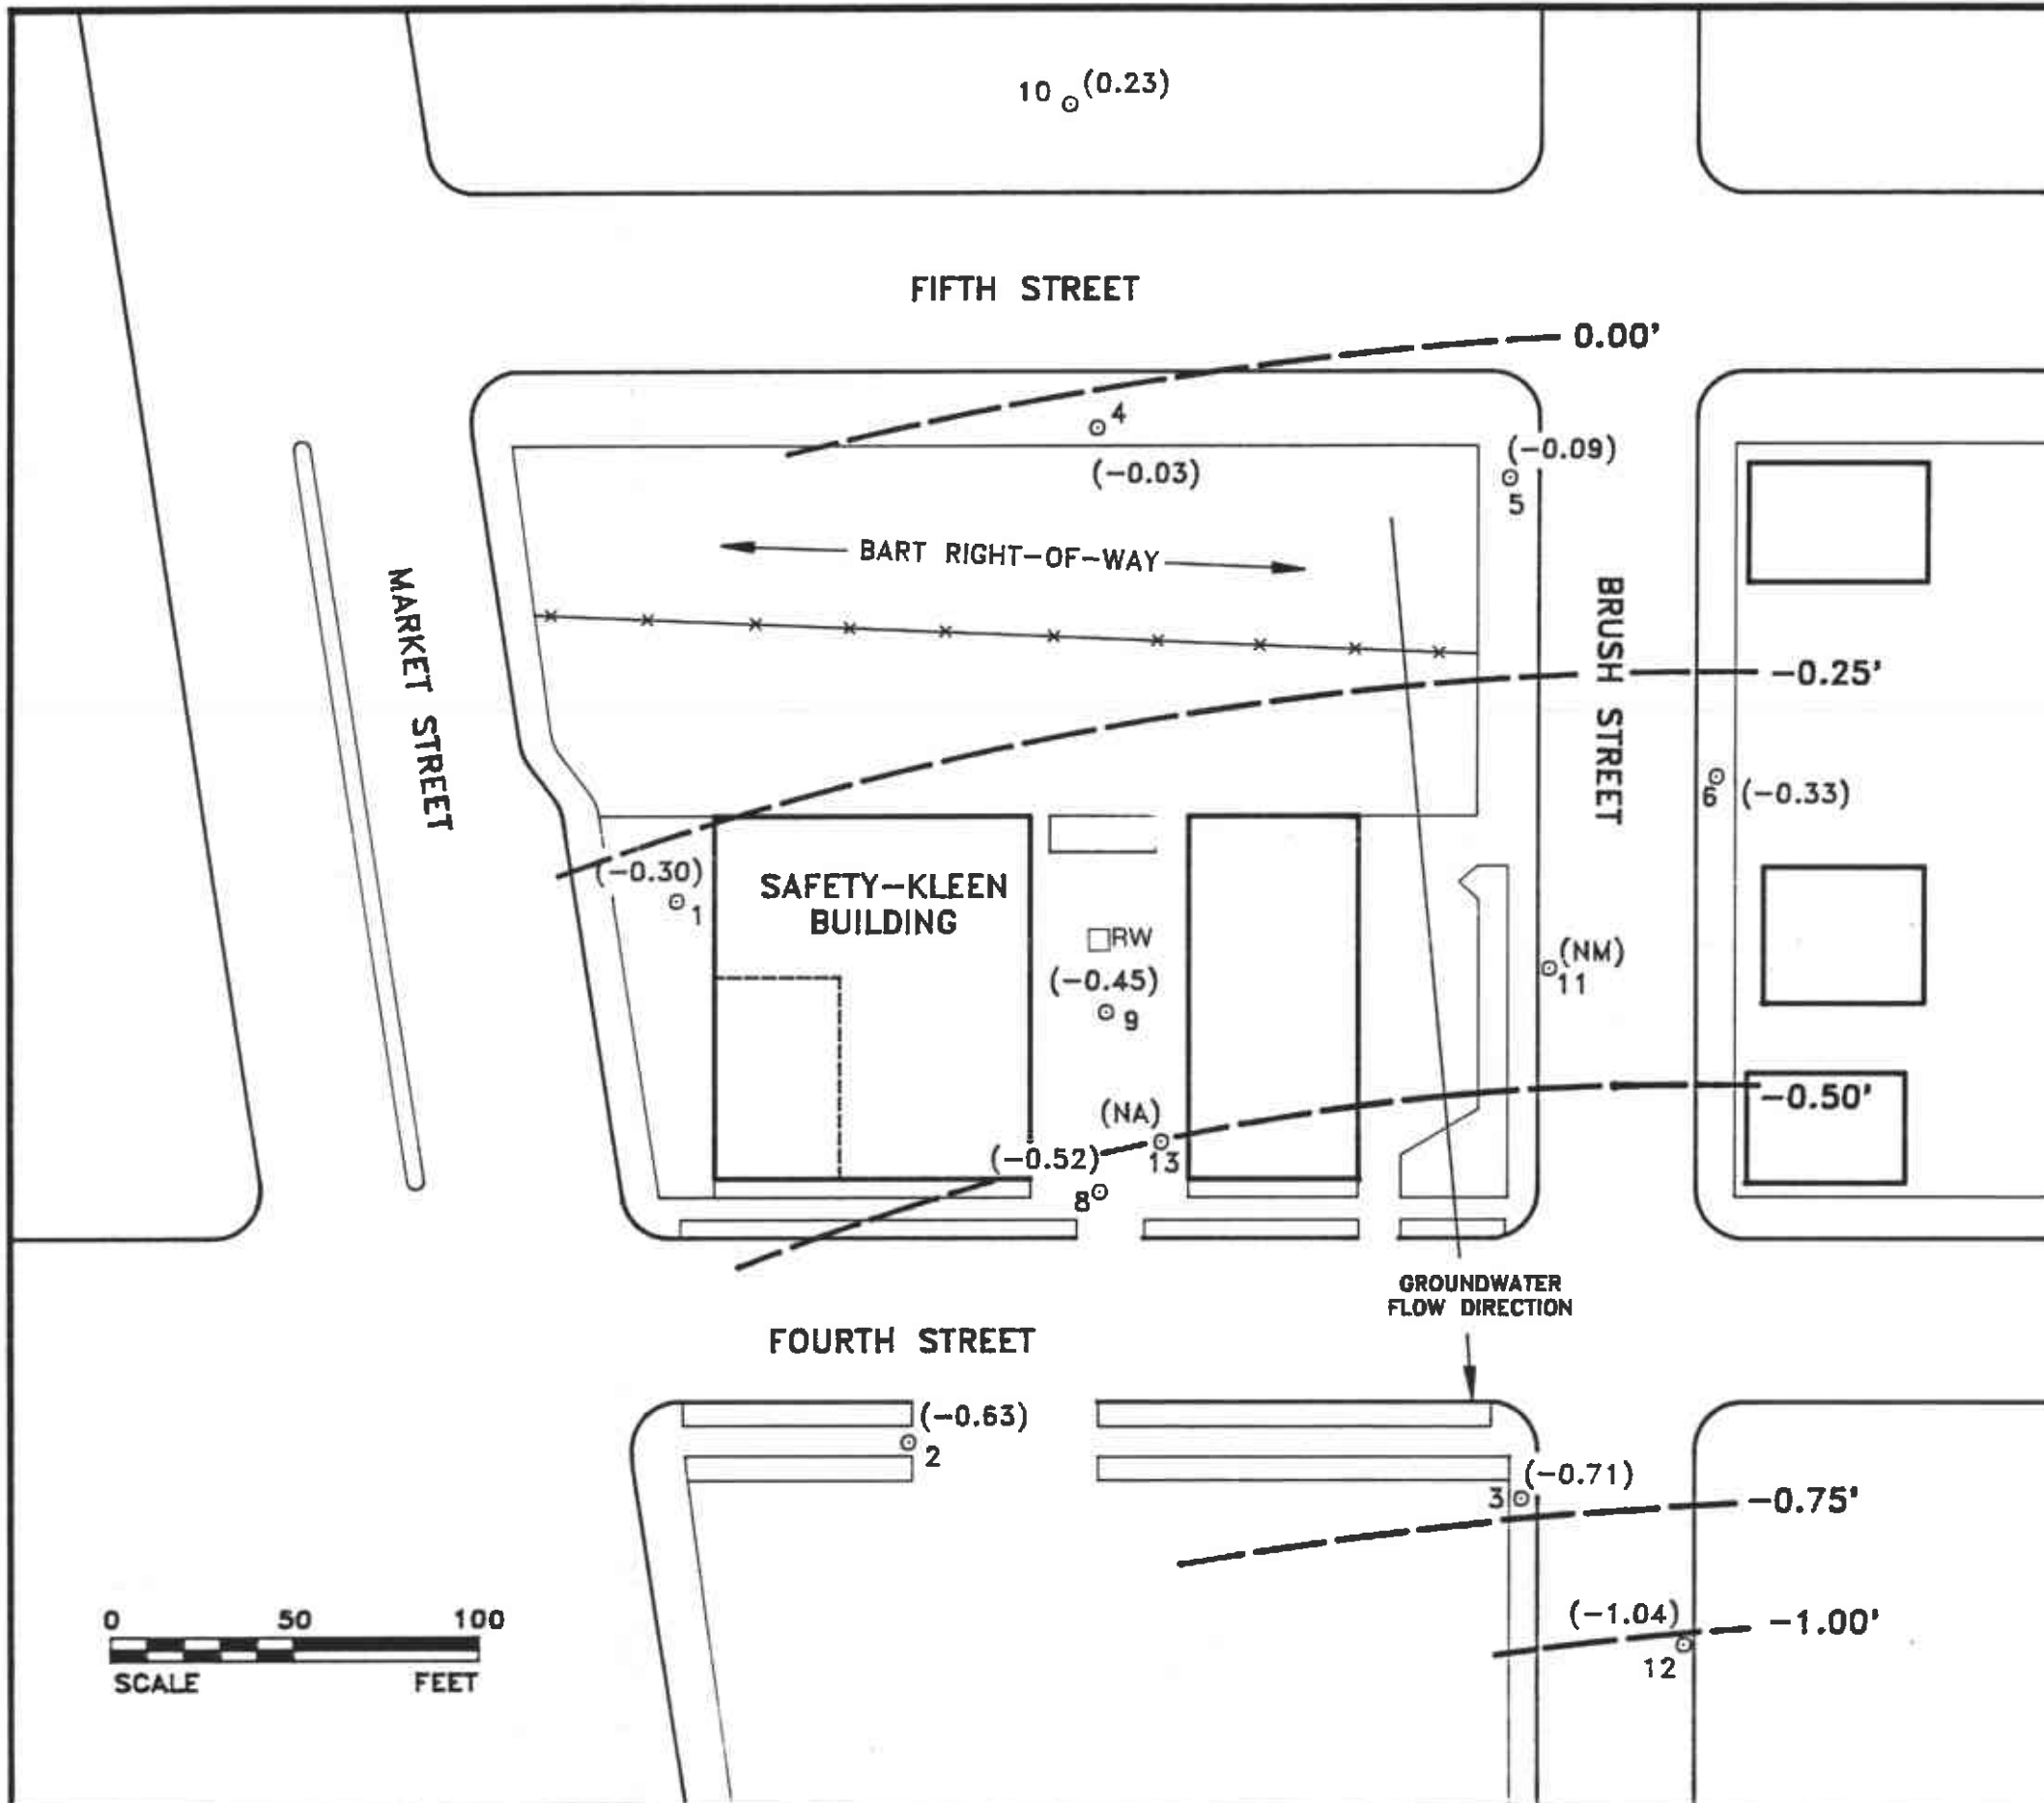 10 (0.23)
FIFTH STREET
0.00'
4
(-0.03)
(-0.09)
5
BART RIGHT-OF-WAY
MARKET STREET
BRUSH STREET
-0.25'
6 (-0.33)
(-0.30)
1
SAFETY-KLEEN
BUILDING
RW
(-0.45)
9
(NM)
11
-0.50'
(NA)
13
(-0.52)
8
GROUNDWATER
FLOW DIRECTION
FOURTH STREET
(-0.63)
2
(-0.71)
3
-0.75'
(-1.04)
12
-1.00'
0 50 100
SCALE FEET